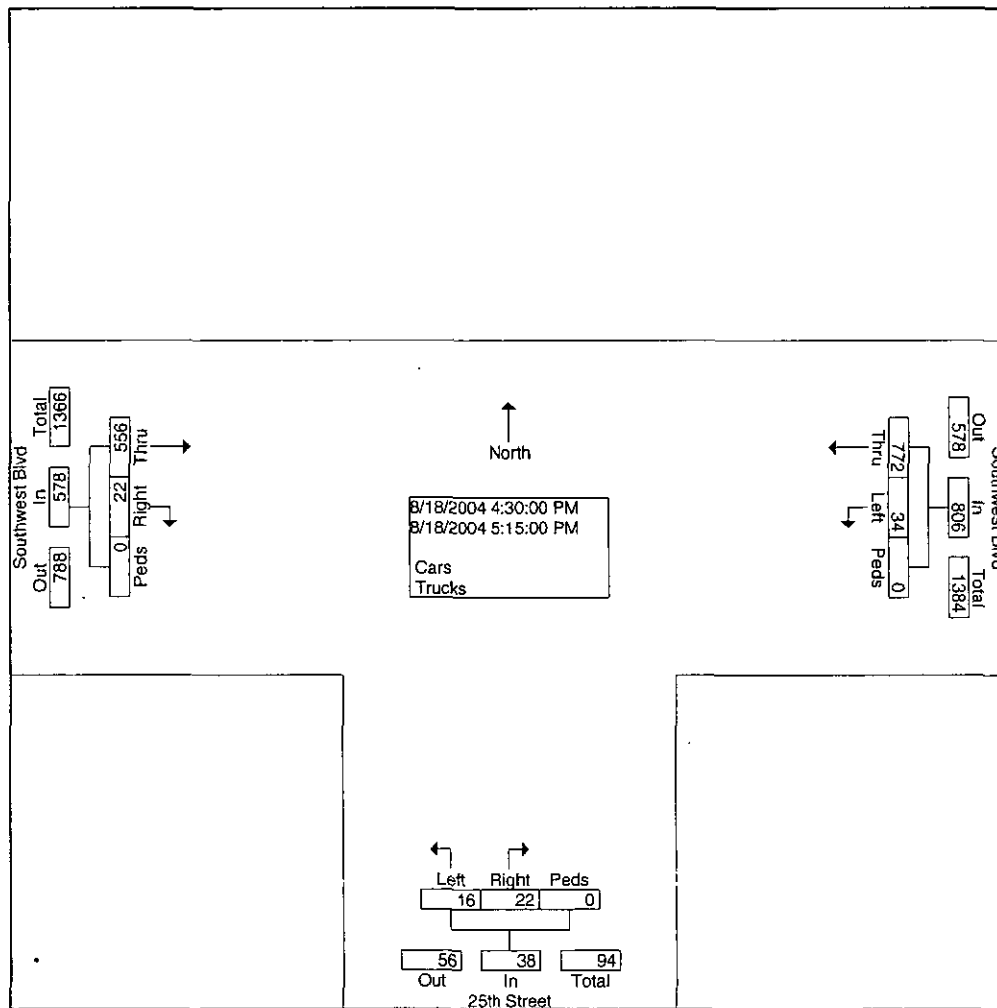 Southwest Blvd
Total In Out
1366 578 788
556 22 0
Thru Right Peds
North
8/18/2004 4:30:00 PM
8/18/2004 5:15:00 PM
Cars
Trucks
Southwest Blvd
Out In Total
578 806 1384
772 34 0
Thru Left Peds
Left Right Peds
16 22 0
56 38 94
Out In Total
25th Street